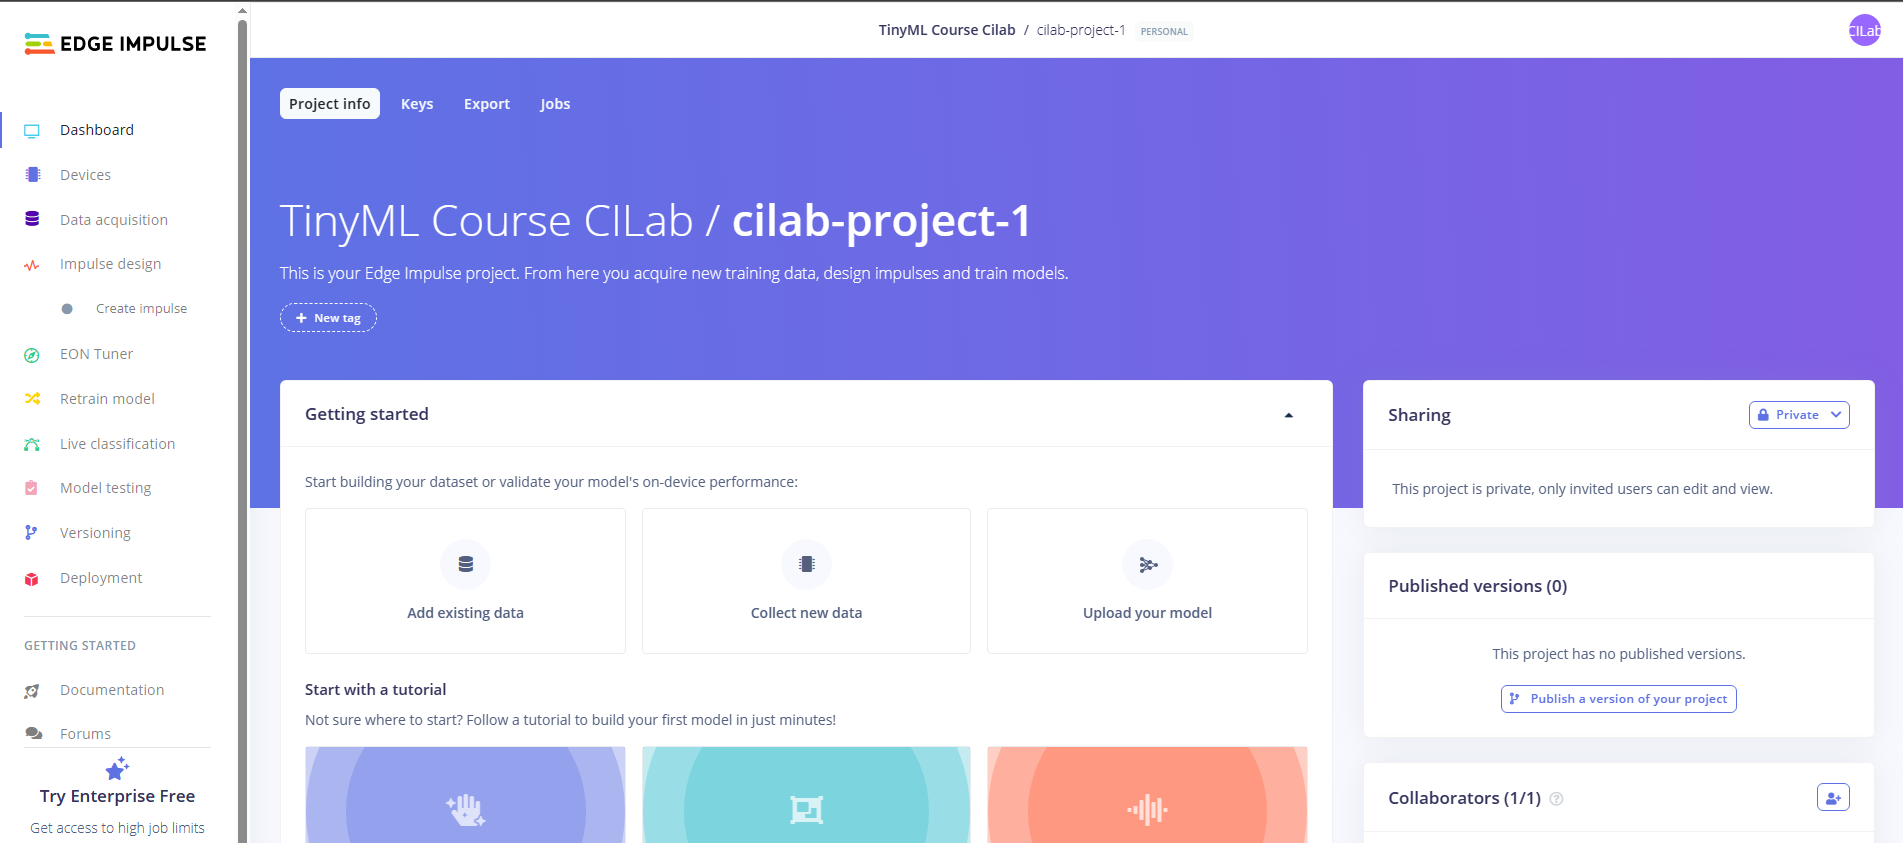 EDGE IMPULSE
Dashboard
Devices
Data acquisition
Impulse design
Create impulse
EON Tuner
Retrain model
Live classification
Model testing
Versioning
Deployment
GETTING STARTED
Documentation
Forums
Try Enterprise Free
Get access to high job limits
TinyML Course Cilab / cilab-project-1 PERSONAL
CILab
Project info Keys Export Jobs
TinyML Course CILab / cilab-project-1
This is your Edge Impulse project. From here you acquire new training data, design impulses and train models.
+ New tag
Getting started
Start building your dataset or validate your model's on-device performance:
Add existing data
Collect new data
Upload your model
Start with a tutorial
Not sure where to start? Follow a tutorial to build your first model in just minutes!
Sharing
Private
This project is private, only invited users can edit and view.
Published versions (0)
This project has no published versions.
Publish a version of your project
Collaborators (1/1) ?